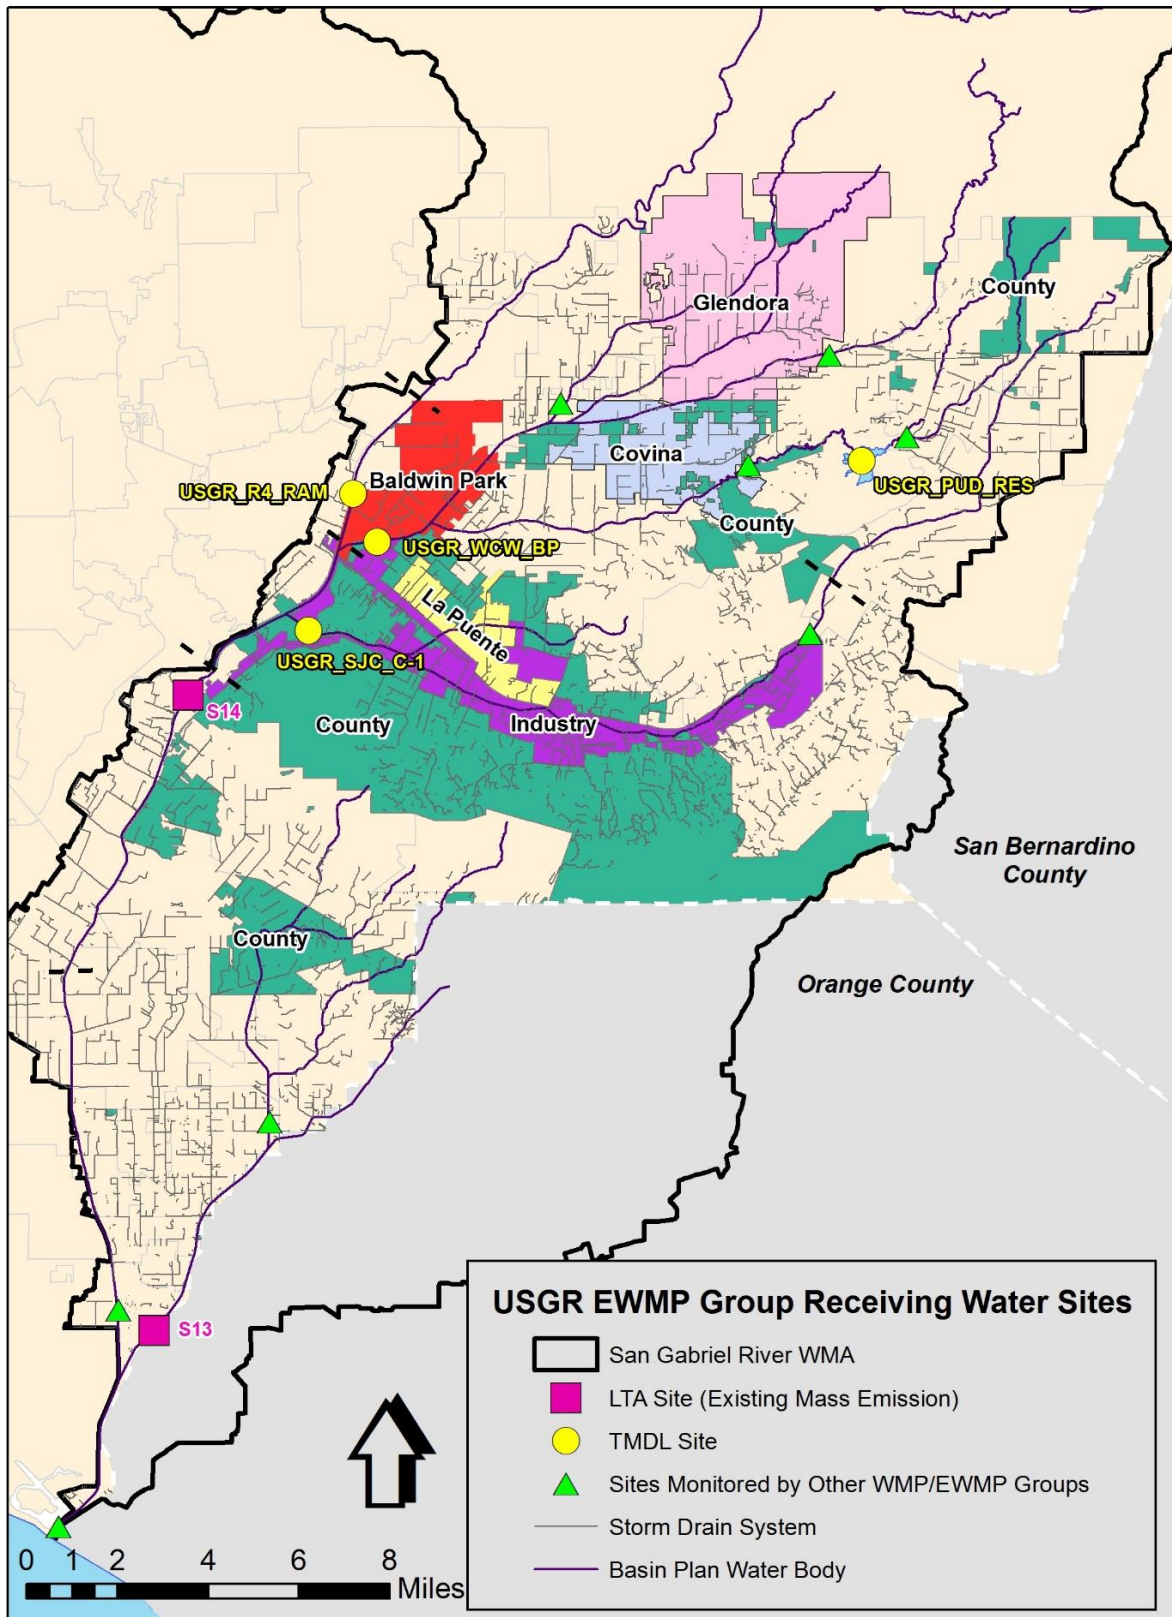 Glendora
County
Covina
Baldwin Park
USGR_R4_RAM
USGR_PUD_RES
County
USGR_WCW_BP
La Puente
USGR_SJC_C-1
S14
County
Industry
San Bernardino
County
County
Orange County
S13
USGR EWMP Group Receiving Water Sites
San Gabriel River WMA
LTA Site (Existing Mass Emission)
TMDL Site
Sites Monitored by Other WMP/EWMP Groups
Storm Drain System
Basin Plan Water Body
0 1 2 4 6 8
Miles